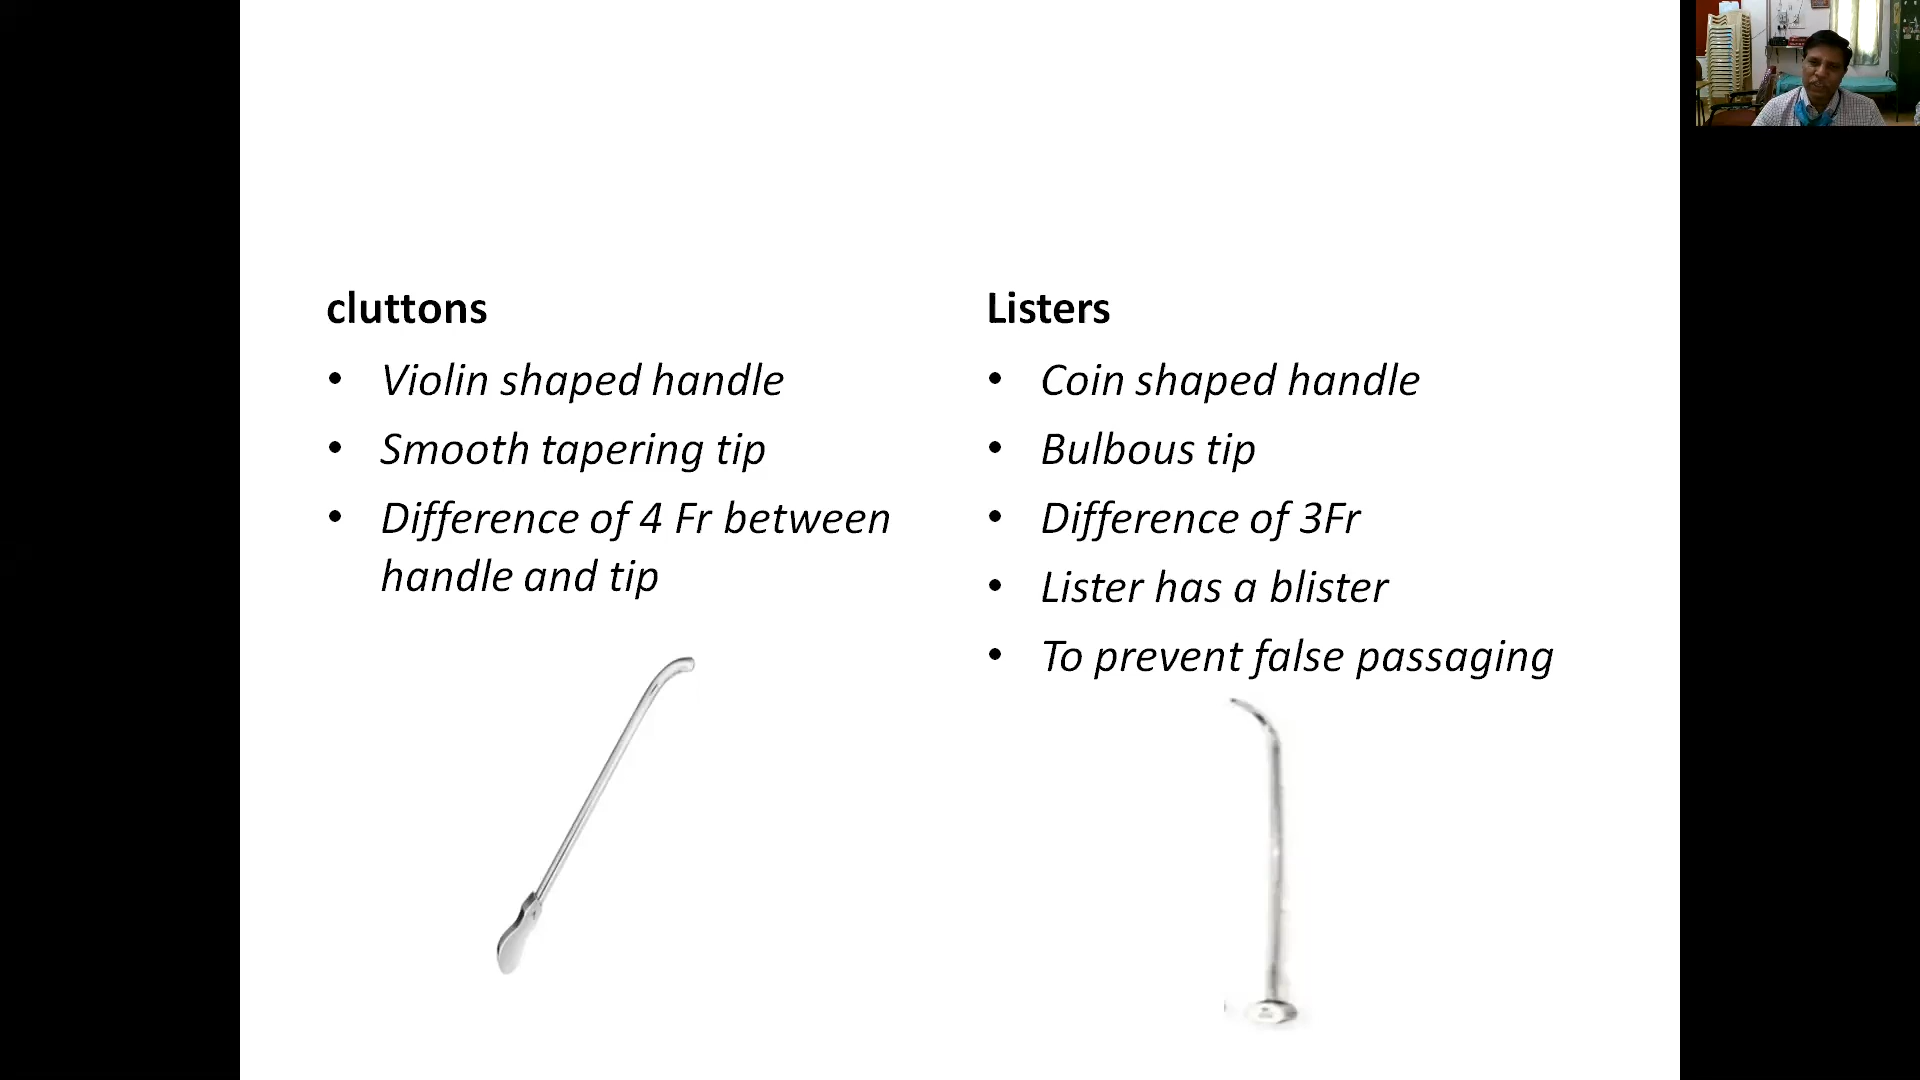 cluttons
• Violin shaped handle
• Smooth tapering tip
• Difference of 4 Fr between
handle and tip
Listers
• Coin shaped handle
• Bulbous tip
• Difference of 3Fr
• Lister has a blister
• To prevent false passaging